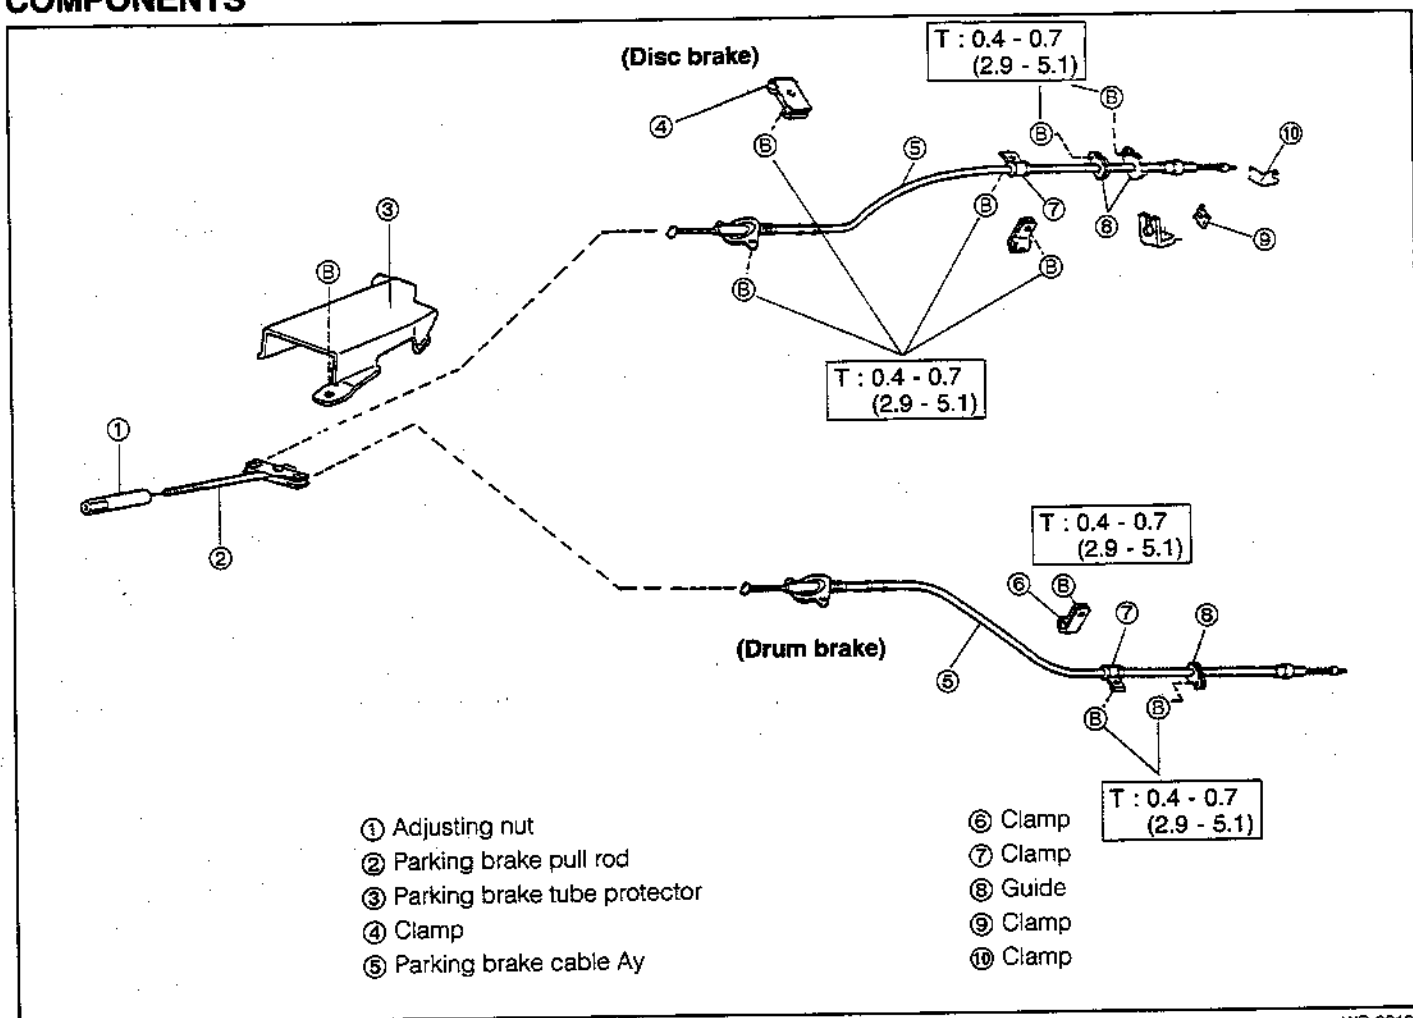 COMPONENTS
(Disc brake)
T : 0.4 - 0.7
(2.9 - 5.1)
④
Ⓑ
Ⓑ
Ⓑ
⑤
⑩
③
Ⓑ
⑦
⑧
⑨
Ⓑ
Ⓑ
Ⓑ
T : 0.4 - 0.7
(2.9 - 5.1)
①
②
T : 0.4 - 0.7
(2.9 - 5.1)
⑥
Ⓑ
⑦
⑧
(Drum brake)
⑤
Ⓑ
Ⓑ
T : 0.4 - 0.7
(2.9 - 5.1)
① Adjusting nut
② Parking brake pull rod
③ Parking brake tube protector
④ Clamp
⑤ Parking brake cable Ay
⑥ Clamp
⑦ Clamp
⑧ Guide
⑨ Clamp
⑩ Clamp